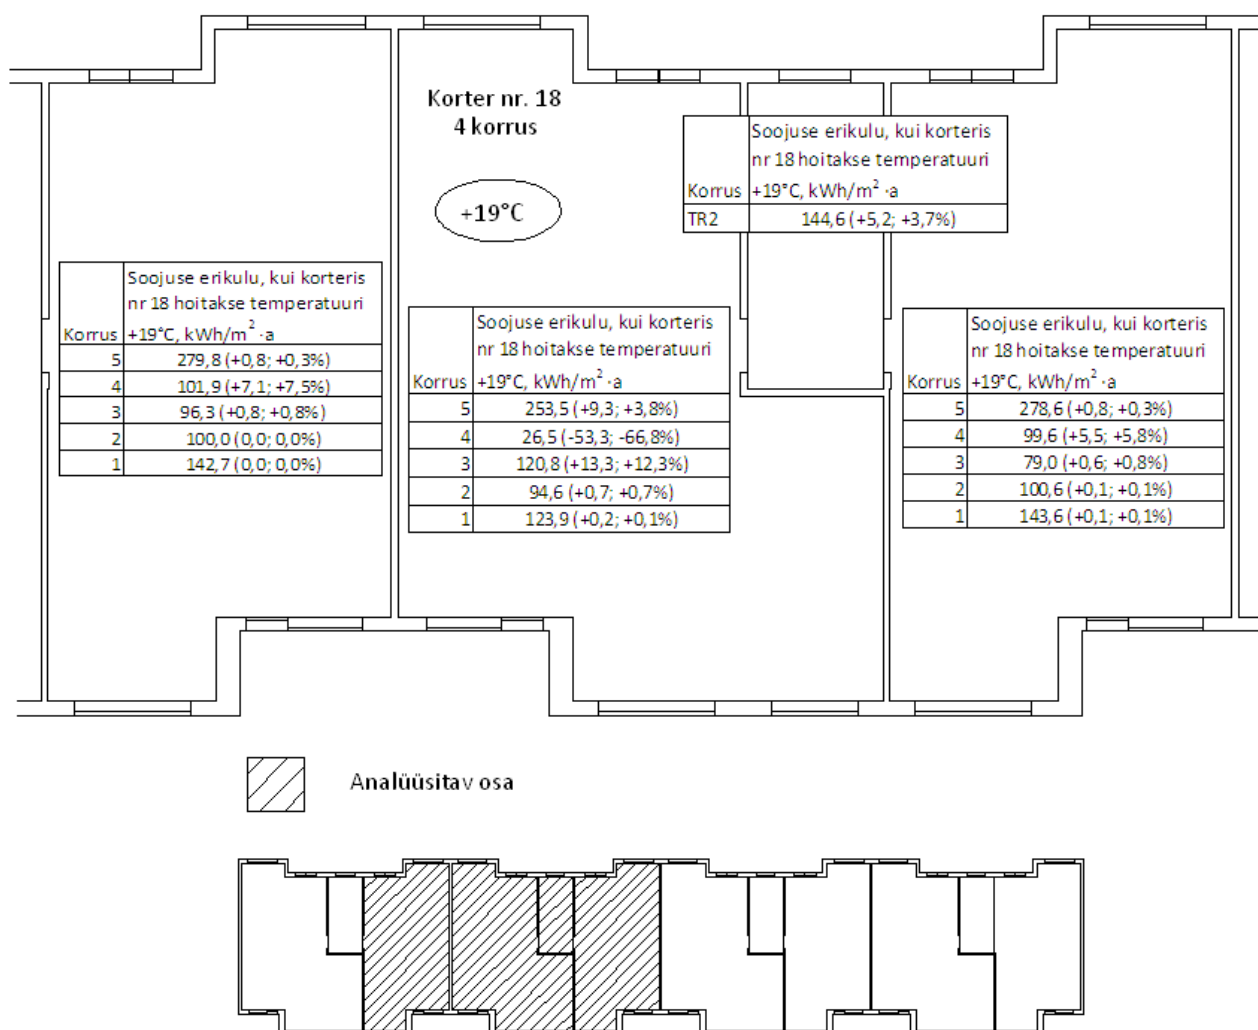 Korter nr. 18
4 korrus
+19°C
Soojuse erikulu, kui korteris
nr 18 hoitakse temperatuuri
Korrus +19°C, kWh/m² ·a
TR2 144,6 (+5,2; +3,7%)
Soojuse erikulu, kui korteris
nr 18 hoitakse temperatuuri
Korrus +19°C, kWh/m² ·a
5 279,8 (+0,8; +0,3%)
4 101,9 (+7,1; +7,5%)
3 96,3 (+0,8; +0,8%)
2 100,0 (0,0; 0,0%)
1 142,7 (0,0; 0,0%)
Soojuse erikulu, kui korteris
nr 18 hoitakse temperatuuri
Korrus +19°C, kWh/m² ·a
5 253,5 (+9,3; +3,8%)
4 26,5 (-53,3; -66,8%)
3 120,8 (+13,3; +12,3%)
2 94,6 (+0,7; +0,7%)
1 123,9 (+0,2; +0,1%)
Soojuse erikulu, kui korteris
nr 18 hoitakse temperatuuri
Korrus +19°C, kWh/m² ·a
5 278,6 (+0,8; +0,3%)
4 99,6 (+5,5; +5,8%)
3 79,0 (+0,6; +0,8%)
2 100,6 (+0,1; +0,1%)
1 143,6 (+0,1; +0,1%)
Analüüsitav osa